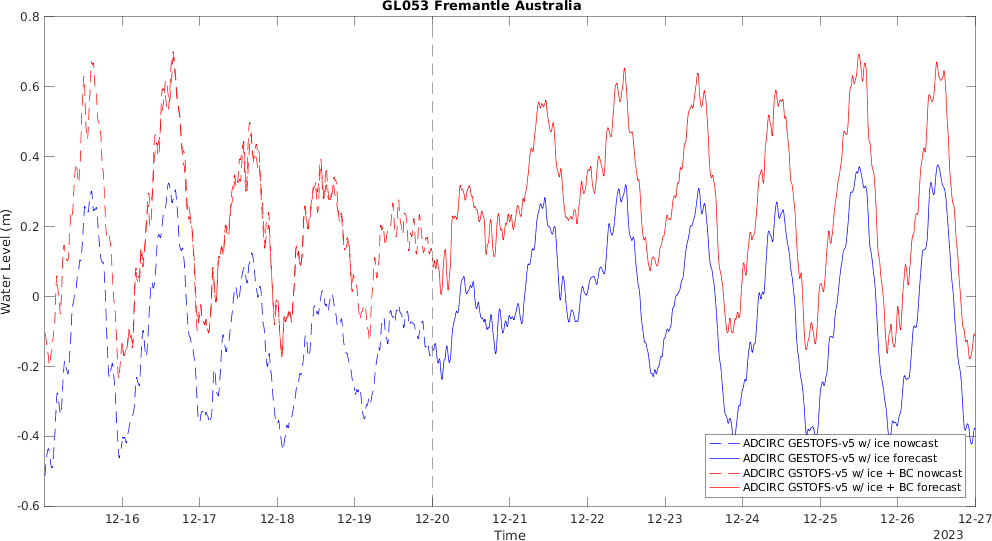 GL053 Fremantle Australia
0.8
0.6
0.4
0.2
0
-0.2
-0.4
-0.6
Water Level (m)
12-16 12-17 12-18 12-19 12-20 12-21 12-22 12-23 12-24 12-25 12-26 12-27
Time
2023
ADCIRC GESTOFS-v5 w/ ice nowcast
ADCIRC GESTOFS-v5 w/ ice forecast
ADCIRC GSTOFS-v5 w/ ice + BC nowcast
ADCIRC GSTOFS-v5 w/ ice + BC forecast